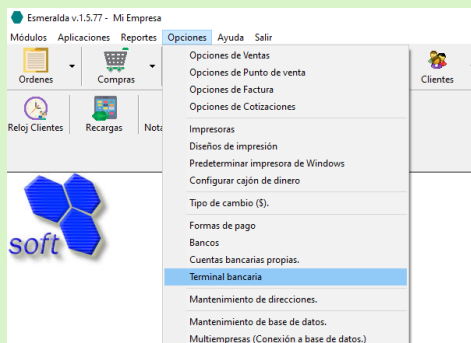 Esmeralda v.1.5.77 - Mi Empresa
Módulos Aplicaciones Reportes Opciones Ayuda Salir
Ordenes
Compras
Clientes
Reloj Clientes
Recargas
soft
Opciones de Ventas
Opciones de Punto de venta
Opciones de Factura
Opciones de Cotizaciones
Impresoras
Diseños de impresión
Predeterminar impresora de Windows
Configurar cajón de dinero
Tipo de cambio ($).
Formas de pago
Bancos
Cuentas bancarias propias.
Terminal bancaria
Mantenimiento de direcciones.
Mantenimiento de base de datos.
Multiempresas (Conexión a base de datos.)